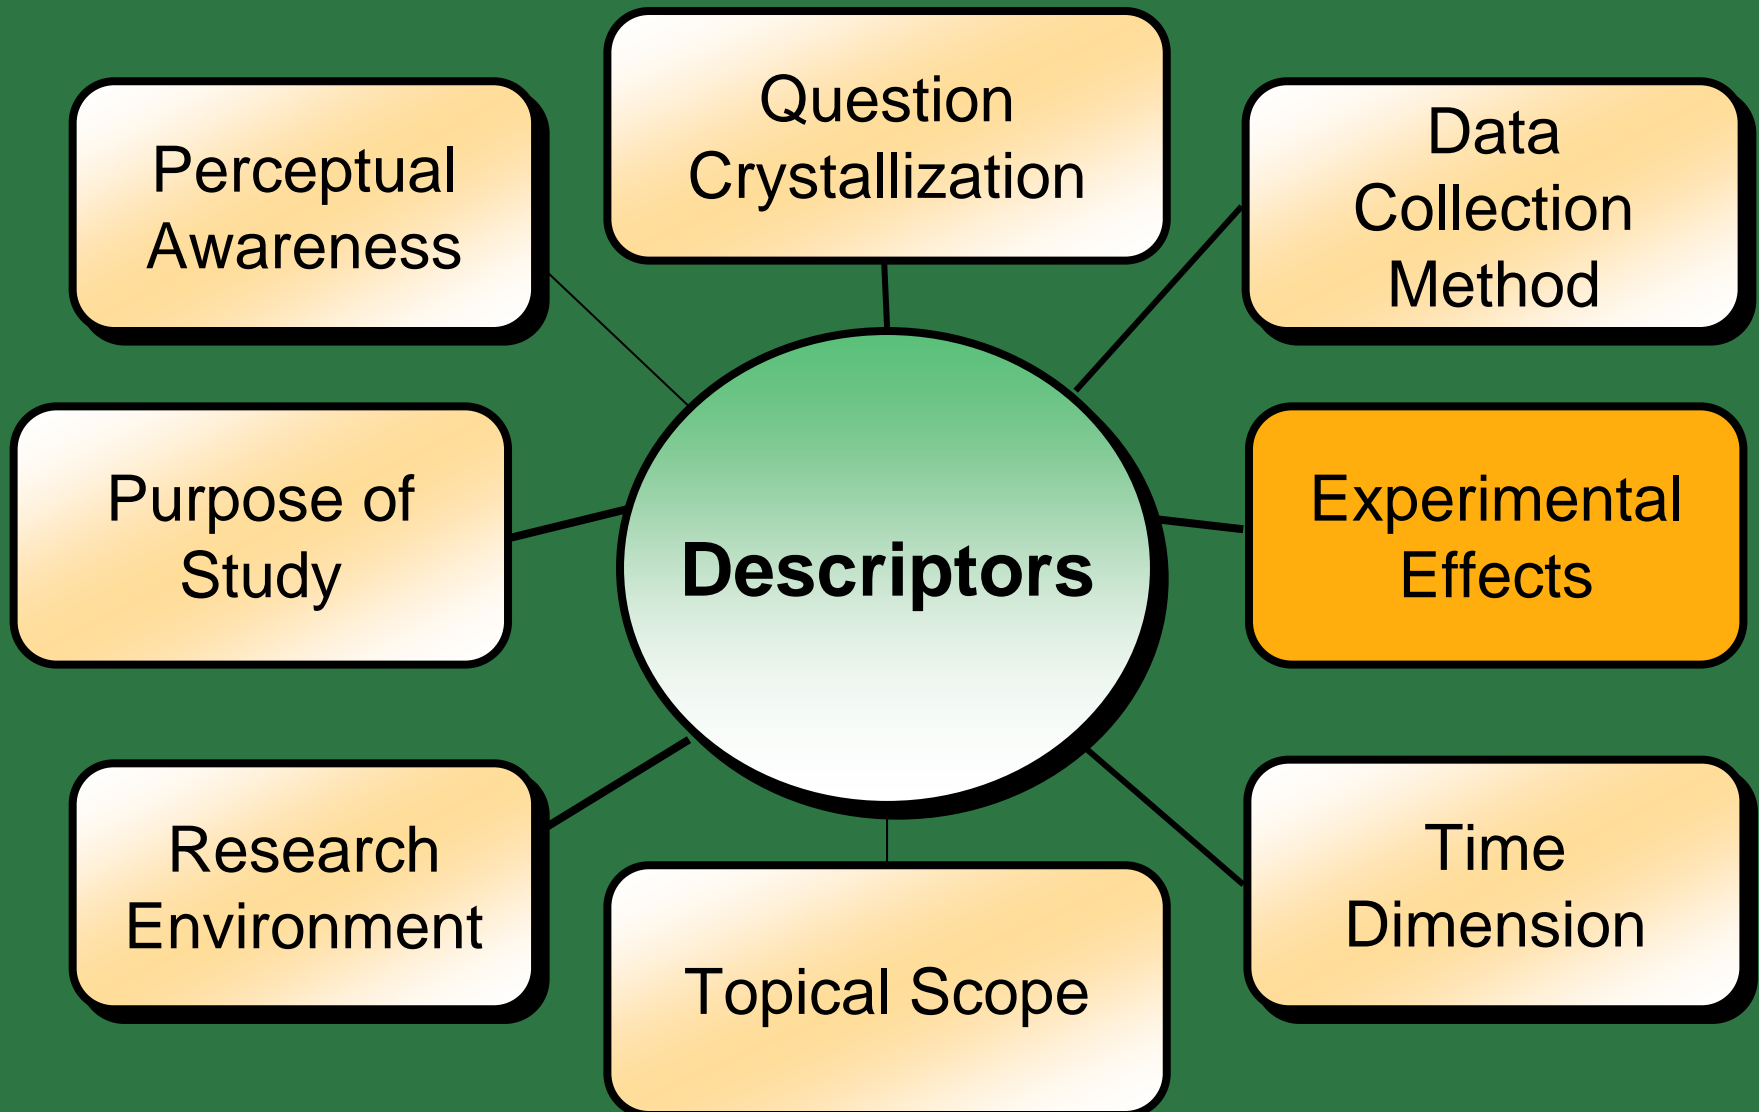 Question
Crystallization
Perceptual
Awareness
Data
Collection
Method
Purpose of
Study
Descriptors
Experimental
Effects
Research
Environment
Topical Scope
Time
Dimension